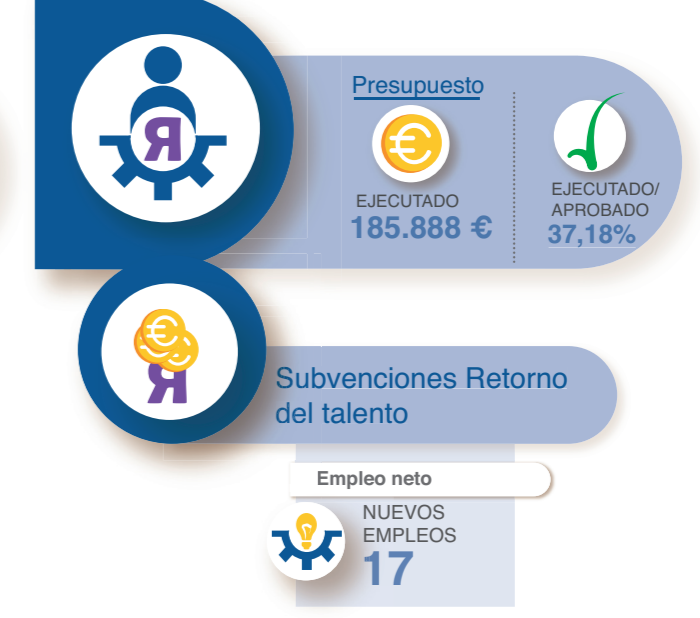 Presupuesto
EJECUTADO
185.888 €
EJECUTADO/
APROBADO
37,18%
Subvenciones Retorno
del talento
Empleo neto
NUEVOS
EMPLEOS
17